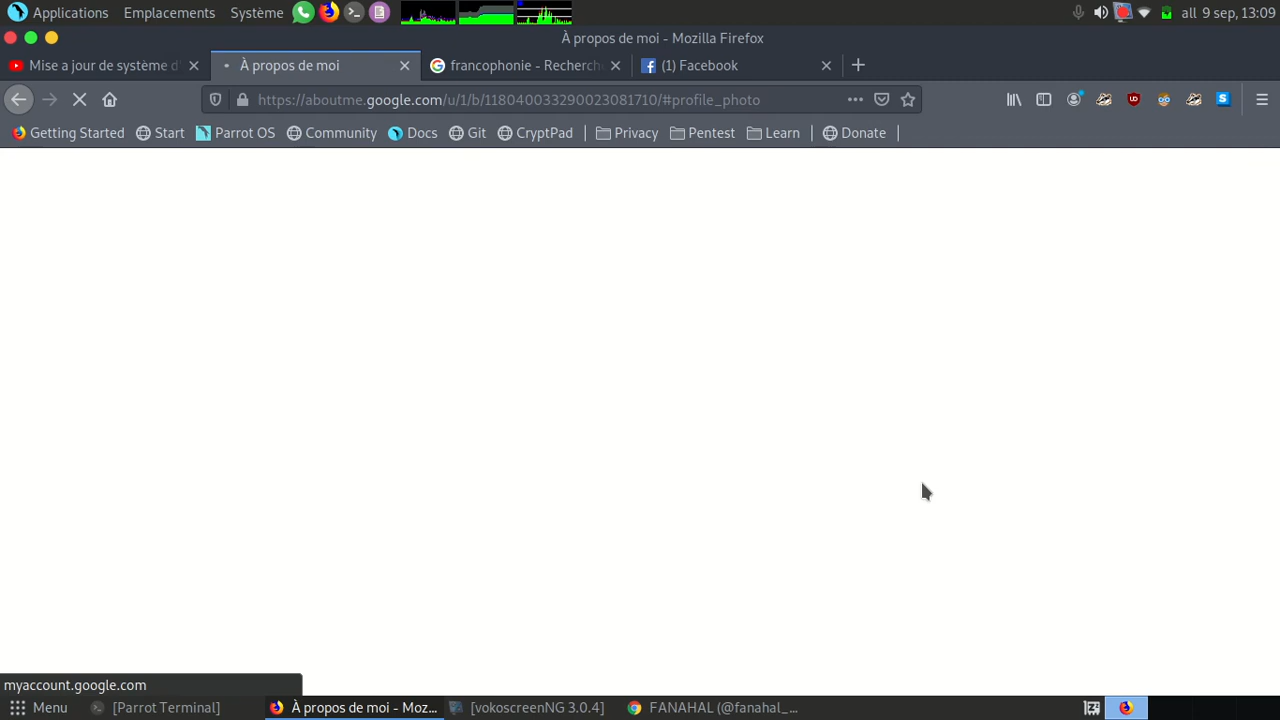 Applications Emplacements Système all 9 sep, 13:09
À propos de moi - Mozilla Firefox
Mise a jour de système d À propos de moi francophonie - Recherch (1) Facebook
https://aboutme.google.com/u/1/b/118040033290023081710/#profile_photo
Getting Started Start Parrot OS Community Docs Git CryptPad Privacy Pentest Learn Donate
myaccount.google.com
Menu [Parrot Terminal] À propos de moi - Moz... [vokoscreenNG 3.0.4] FANAHAL (@fanahal_...